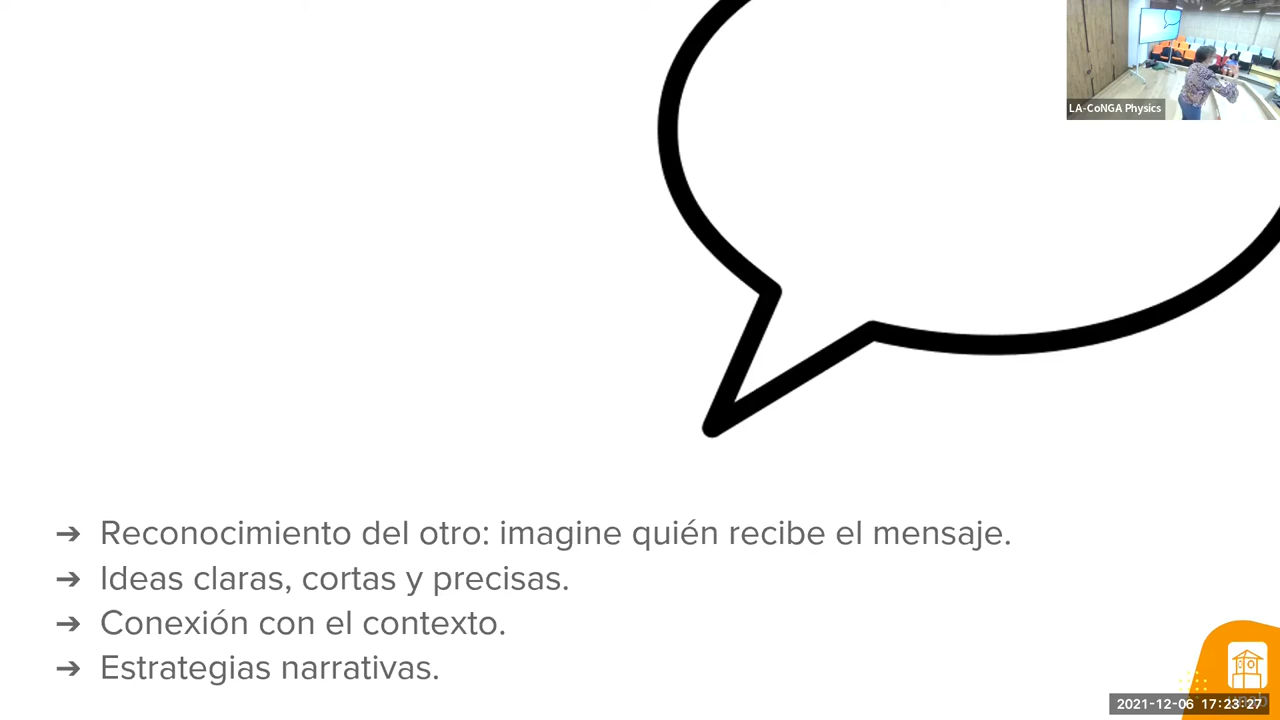 LA-CoNGA Physics
➔ Reconocimiento del otro: imagine quién recibe el mensaje.
➔ Ideas claras, cortas y precisas.
➔ Conexión con el contexto.
➔ Estrategias narrativas.
2021-12-06 17:23:27